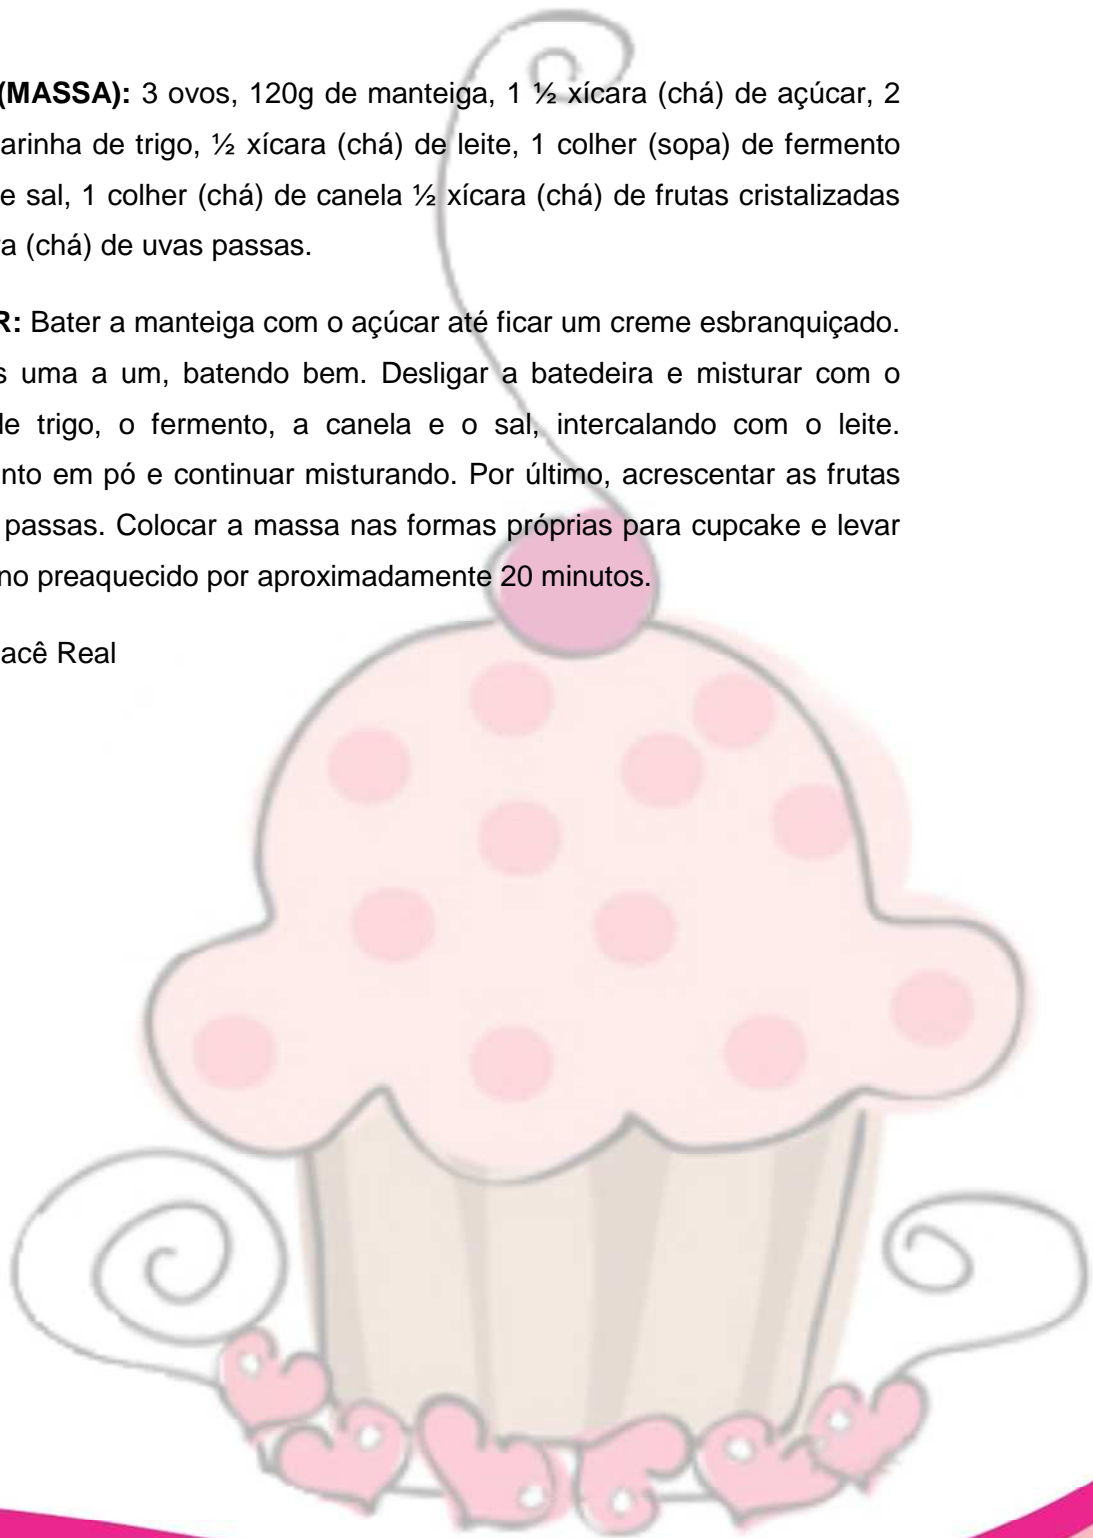 (MASSA): 3 ovos, 120g de manteiga, 1 ½ xícara (chá) de açúcar, 2
arinha de trigo, ½ xícara (chá) de leite, 1 colher (sopa) de fermento
e sal, 1 colher (chá) de canela ½ xícara (chá) de frutas cristalizadas
a (chá) de uvas passas.
R: Bater a manteiga com o açúcar até ficar um creme esbranquiçado.
s uma a um, batendo bem. Desligar a batedeira e misturar com o
de trigo, o fermento, a canela e o sal, intercalando com o leite.
nto em pó e continuar misturando. Por último, acrescentar as frutas
passas. Colocar a massa nas formas próprias para cupcake e levar
no preaquecido por aproximadamente 20 minutos.
acê Real